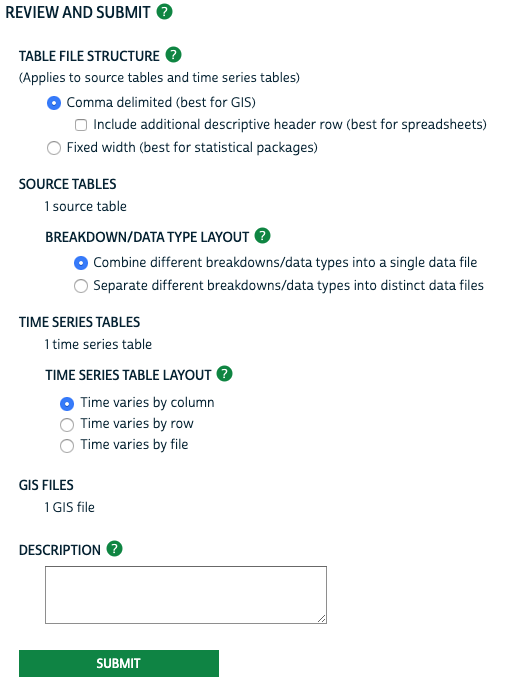 REVIEW AND SUBMIT ?
TABLE FILE STRUCTURE ?
(Applies to source tables and time series tables)
Comma delimited (best for GIS)
Include additional descriptive header row (best for spreadsheets)
Fixed width (best for statistical packages)
SOURCE TABLES
1 source table
BREAKDOWN/DATA TYPE LAYOUT ?
Combine different breakdowns/data types into a single data file
Separate different breakdowns/data types into distinct data files
TIME SERIES TABLES
1 time series table
TIME SERIES TABLE LAYOUT ?
Time varies by column
Time varies by row
Time varies by file
GIS FILES
1 GIS file
DESCRIPTION ?
SUBMIT